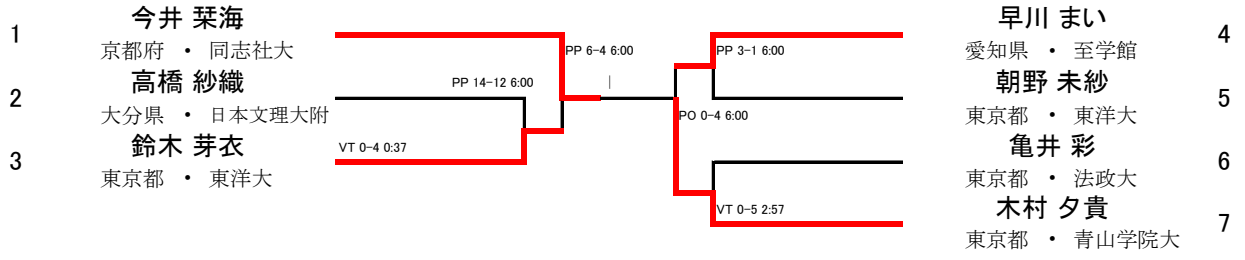 1
今井 栞海
京都府 ・ 同志社大
2
高橋 紗織
大分県 ・ 日本文理大附
3
鈴木 芽衣
東京都 ・ 東洋大
PP 6-4 6:00
PP 14-12 6:00
VT 0-4 0:37
PP 3-1 6:00
PO 0-4 6:00
VT 0-5 2:57
早川 まい
愛知県 ・ 至学館
4
朝野 未紗
東京都 ・ 東洋大
5
亀井 彩
東京都 ・ 法政大
6
木村 夕貴
東京都 ・ 青山学院大
7